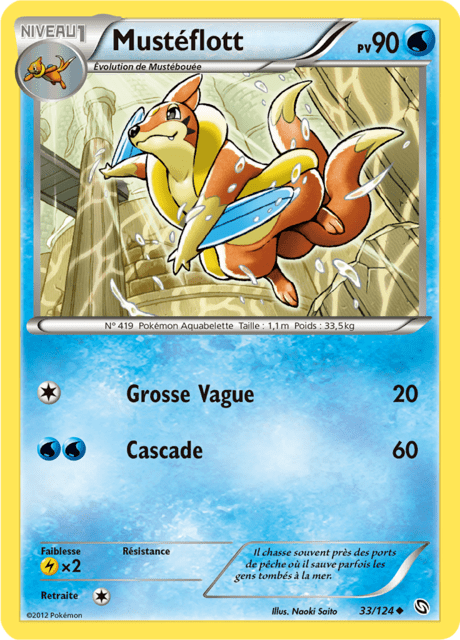 NIVEAU 1
Mustéflott
PV 90
Évolution de Mustébouée
N° 419 Pokémon Aquabelette Taille : 1,1 m Poids : 33,5 kg
Grosse Vague 20
Cascade 60
Faiblesse Résistance
×2
Retraite
Il chasse souvent près des ports
de pêche où il sauve parfois les
gens tombés à la mer.
©2012 Pokémon Illus. Naoki Saito 33/124